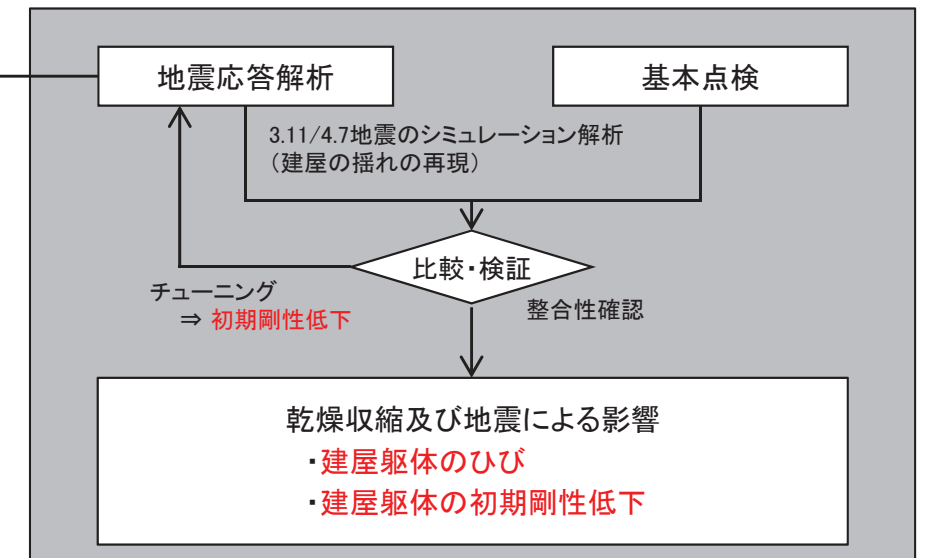 地震応答解析
基本点検
3.11/4.7地震のシミュレーション解析
（建屋の揺れの再現）
比較・検証
チューニング
⇒ 初期剛性低下
整合性確認
乾燥収縮及び地震による影響
・建屋躯体のひび
・建屋躯体の初期剛性低下